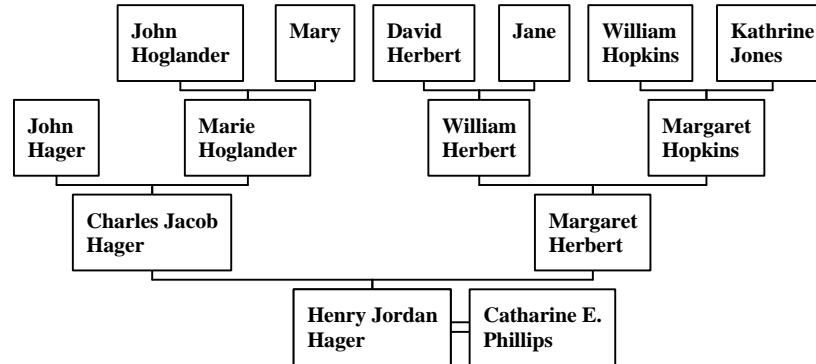 John
Hoglander
Mary
David
Herbert
Jane
William
Hopkins
Kathrine
Jones
John
Hager
Marie
Hoglander
William
Herbert
Margaret
Hopkins
Charles Jacob
Hager
Margaret
Herbert
Henry Jordan
Hager
Catharine E.
Phillips